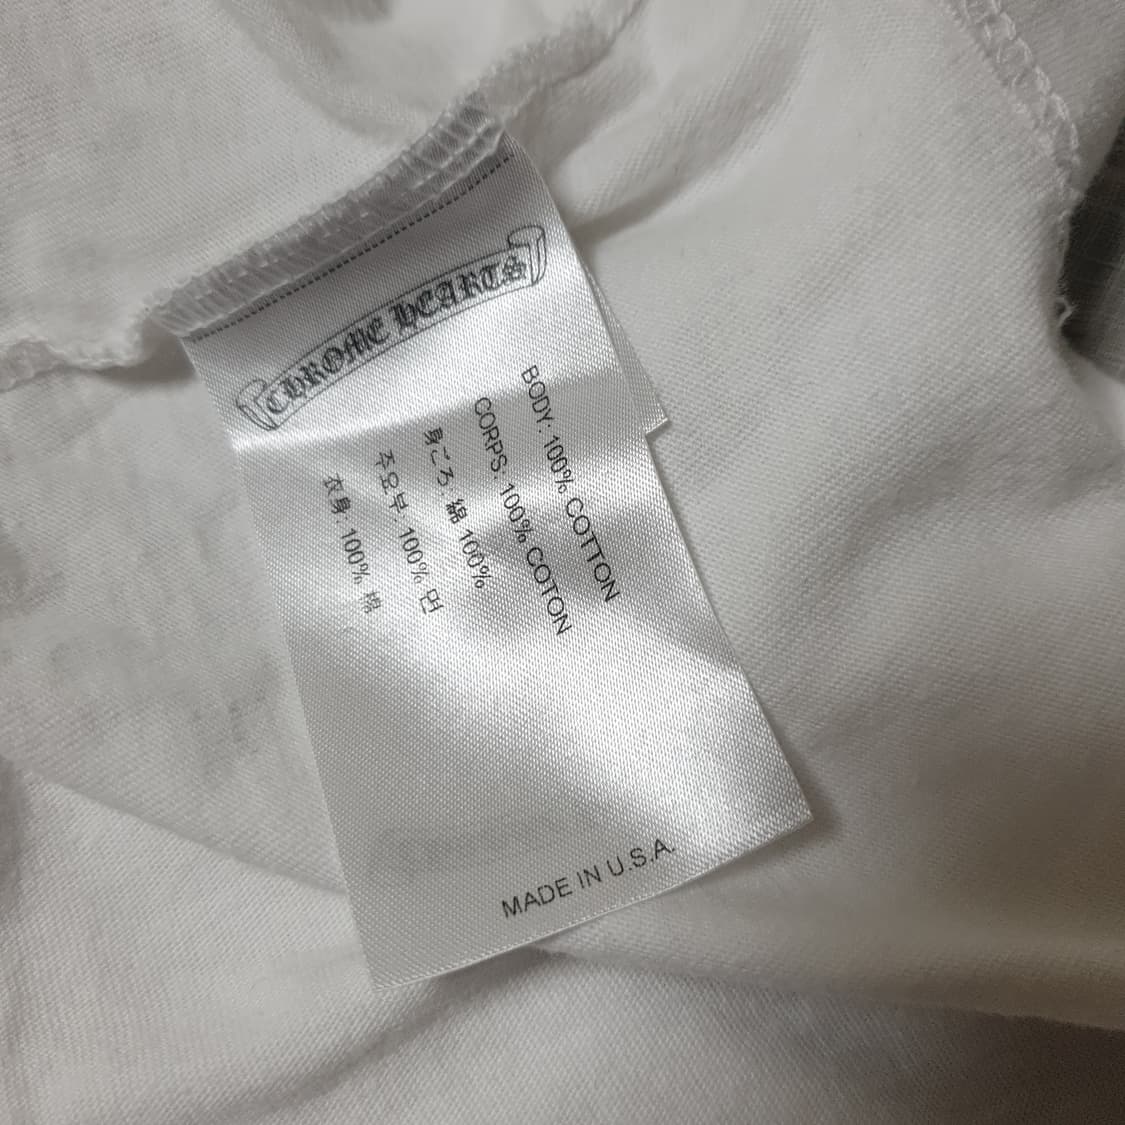 CHROME HEARTS
BODY: 100% COTTON
CORPS: 100% COTON
身ごろ: 綿 100%
주요부: 100% 면
衣身: 100% 棉
MADE IN U.S.A.